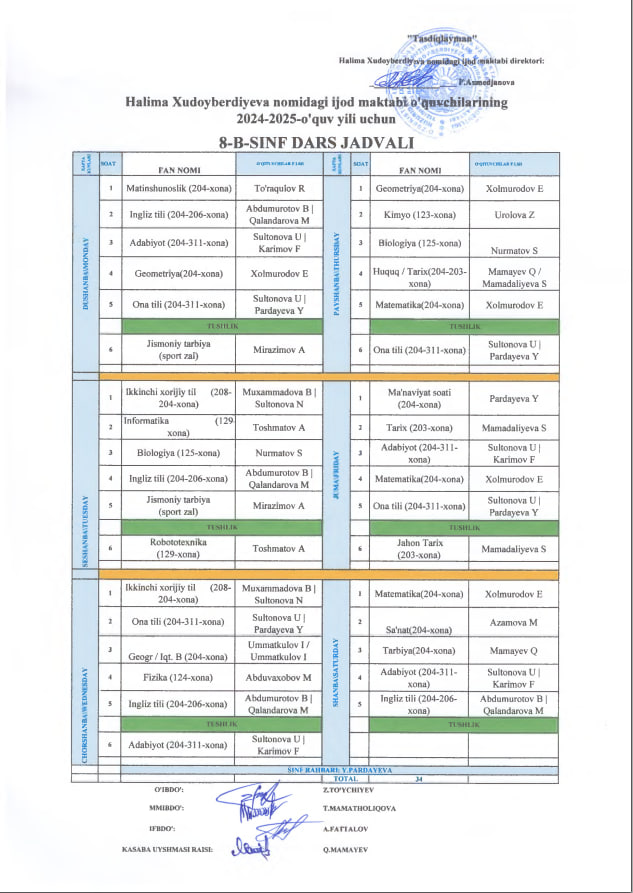 "Tasdiqlayman"
Halima Xudoyberdiyeva nomidagi ijod maktabi direktori:
F.Axmedjanova
Halima Xudoyberdiyeva nomidagi ijod maktabi o'quvchilarining
2024-2025-o'quv yili uchun
8-B-SINF DARS JADVALI
HAFTA KUNLARI
SOAT
FAN NOMI
O'QITUVCHILAR F.I.SH
DUSHANBA\MONDAY
1 Matinshunoslik (204-xona) To'raqulov R
2 Ingliz tili (204-206-xona) Abdumurotov B | Qalandarova M
3 Adabiyot (204-311-xona) Sultonova U | Karimov F
4 Geometriya(204-xona) Xolmurodov E
5 Ona tili (204-311-xona) Sultonova U | Pardayeva Y
TUSHLIK
6 Jismoniy tarbiya (sport zal) Mirazimov A
SESHANBA\TUESDAY
1 Ikkinchi xorijiy til (208-204-xona) Muxammadova B | Sultonova N
2 Informatika (129-xona) Toshmatov A
3 Biologiya (125-xona) Nurmatov S
4 Ingliz tili (204-206-xona) Abdumurotov B | Qalandarova M
5 Jismoniy tarbiya (sport zal) Mirazimov A
TUSHLIK
6 Robototexnika (129-xona) Toshmatov A
CHORSHANBA\WEDNESDAY
1 Ikkinchi xorijiy til (208-204-xona) Muxammadova B | Sultonova N
2 Ona tili (204-311-xona) Sultonova U | Pardayeva Y
3 Geogr / Iqt. B (204-xona) Ummatkulov I / Ummatkulov I
4 Fizika (124-xona) Abduvaxobov M
5 Ingliz tili (204-206-xona) Abdumurotov B | Qalandarova M
TUSHLIK
6 Adabiyot (204-311-xona) Sultonova U | Karimov F
HAFTA KUNLARI
SOAT
FAN NOMI
O'QITUVCHILAR F.I.SH
PAYSHANBA\THURSDAY
1 Geometriya(204-xona) Xolmurodov E
2 Kimyo (123-xona) Urolova Z
3 Biologiya (125-xona) Nurmatov S
4 Huquq / Tarix(204-203-xona) Mamayev Q / Mamadaliyeva S
5 Matematika(204-xona) Xolmurodov E
TUSHLIK
6 Ona tili (204-311-xona) Sultonova U | Pardayeva Y
JUMA\FRIDAY
1 Ma'naviyat soati (204-xona) Pardayeva Y
2 Tarix (203-xona) Mamadaliyeva S
3 Adabiyot (204-311-xona) Sultonova U | Karimov F
4 Matematika(204-xona) Xolmurodov E
5 Ona tili (204-311-xona) Sultonova U | Pardayeva Y
TUSHLIK
6 Jahon Tarix (203-xona) Mamadaliyeva S
SHANBA\SATURDAY
1 Matematika(204-xona) Xolmurodov E
2 Sa'nat(204-xona) Azamova M
3 Tarbiya(204-xona) Mamayev Q
4 Adabiyot (204-311-xona) Sultonova U | Karimov F
5 Ingliz tili (204-206-xona) Abdumurotov B | Qalandarova M
TUSHLIK
SINF RAHBARI: Y.PARDAYEVA
TOTAL 34
O'IBDO': Z.TO'YCHIYEV
MMIBDO': T.MAMATHOLIQOVA
IFBDO': A.FATTALOV
KASABA UYSHMASI RAISI: Q.MAMAYEV